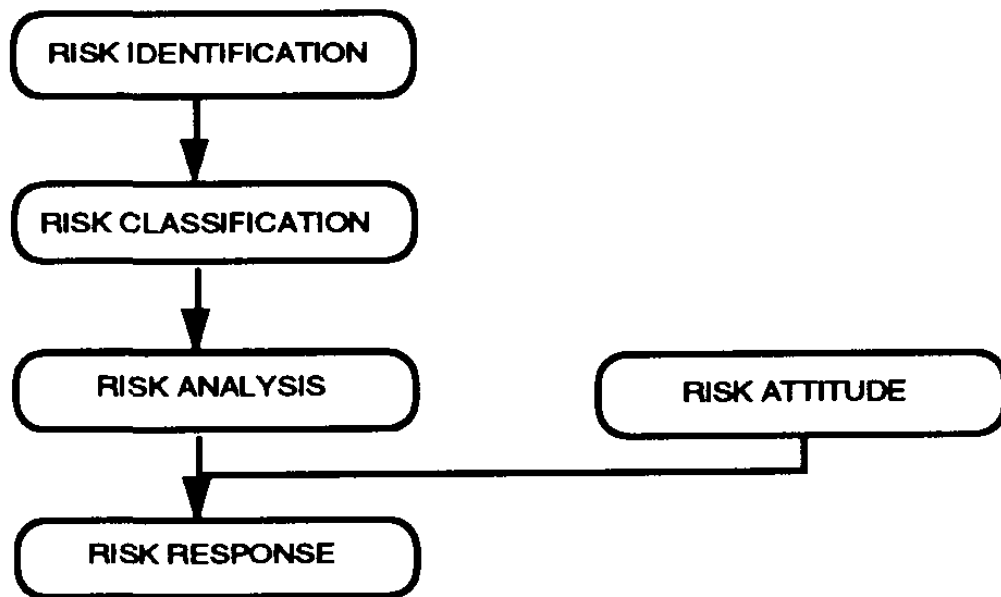 RISK IDENTIFICATION
RISK CLASSIFICATION
RISK ANALYSIS
RISK ATTITUDE
RISK RESPONSE